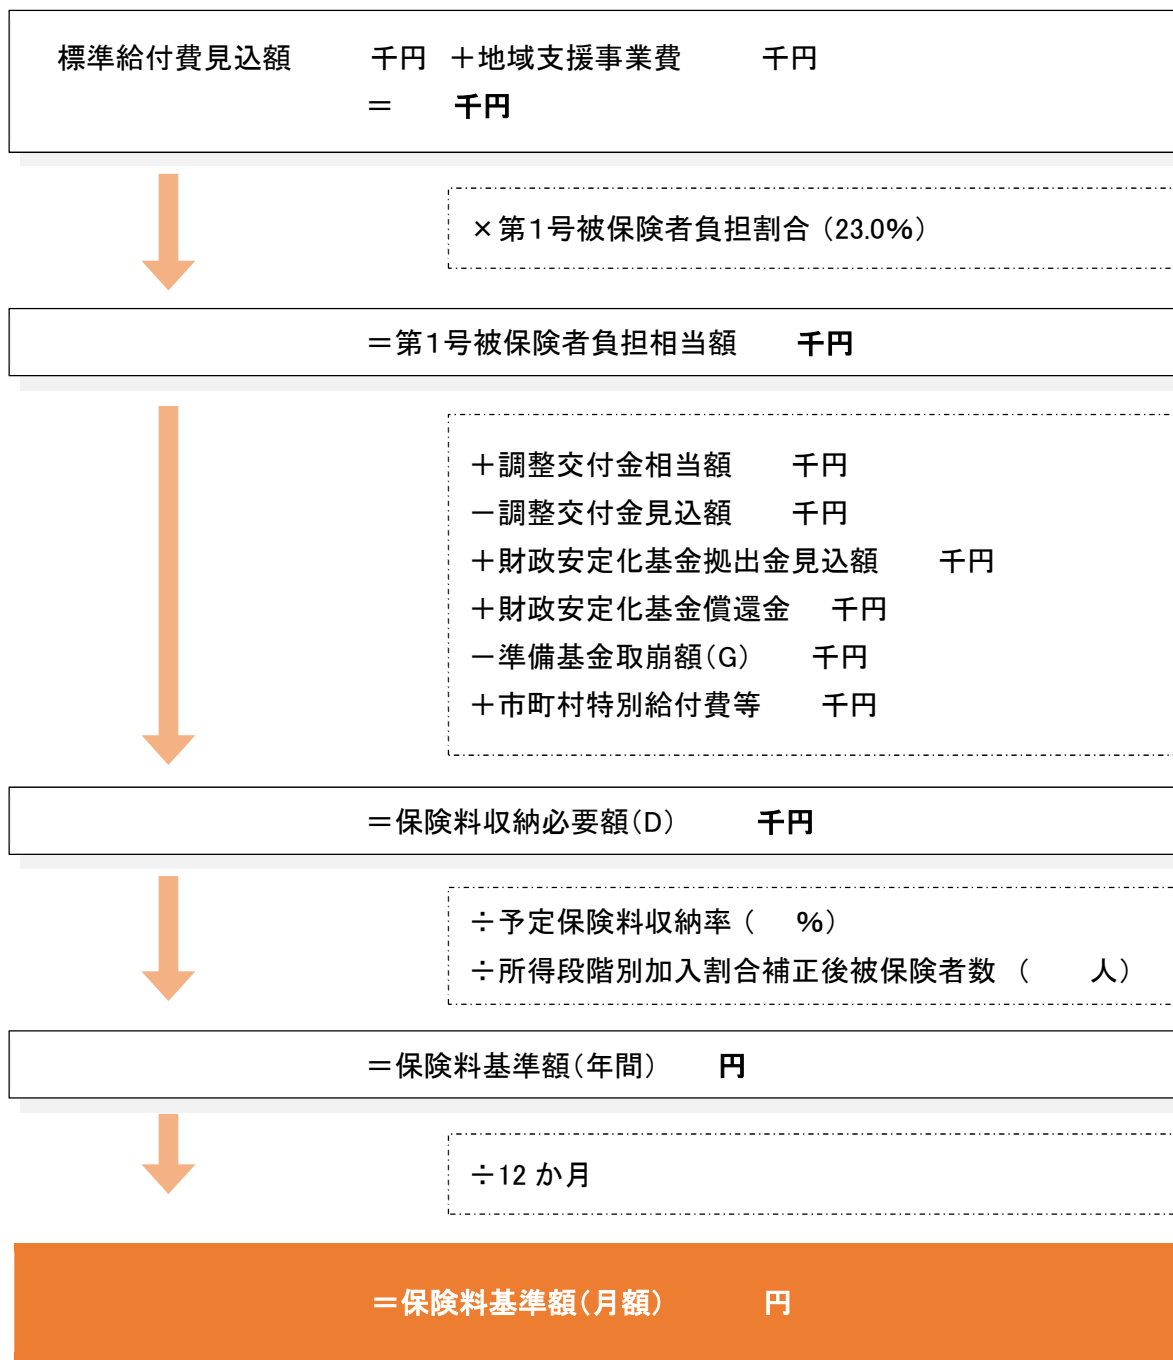 標準給付費見込額　千円 ＋地域支援事業費　千円
＝　千円
×第１号被保険者負担割合（23.0％）
＝第１号被保険者負担相当額　千円
＋調整交付金相当額　千円
－調整交付金見込額　千円
＋財政安定化基金拠出金見込額　千円
＋財政安定化基金償還金　千円
－準備基金取崩額（G）　千円
＋市町村特別給付費等　千円
＝保険料収納必要額（D）　千円
÷予定保険料収納率（　％）
÷所得段階別加入割合補正後被保険者数（　人）
＝保険料基準額（年間）　円
÷12 か月
＝保険料基準額（月額）　円